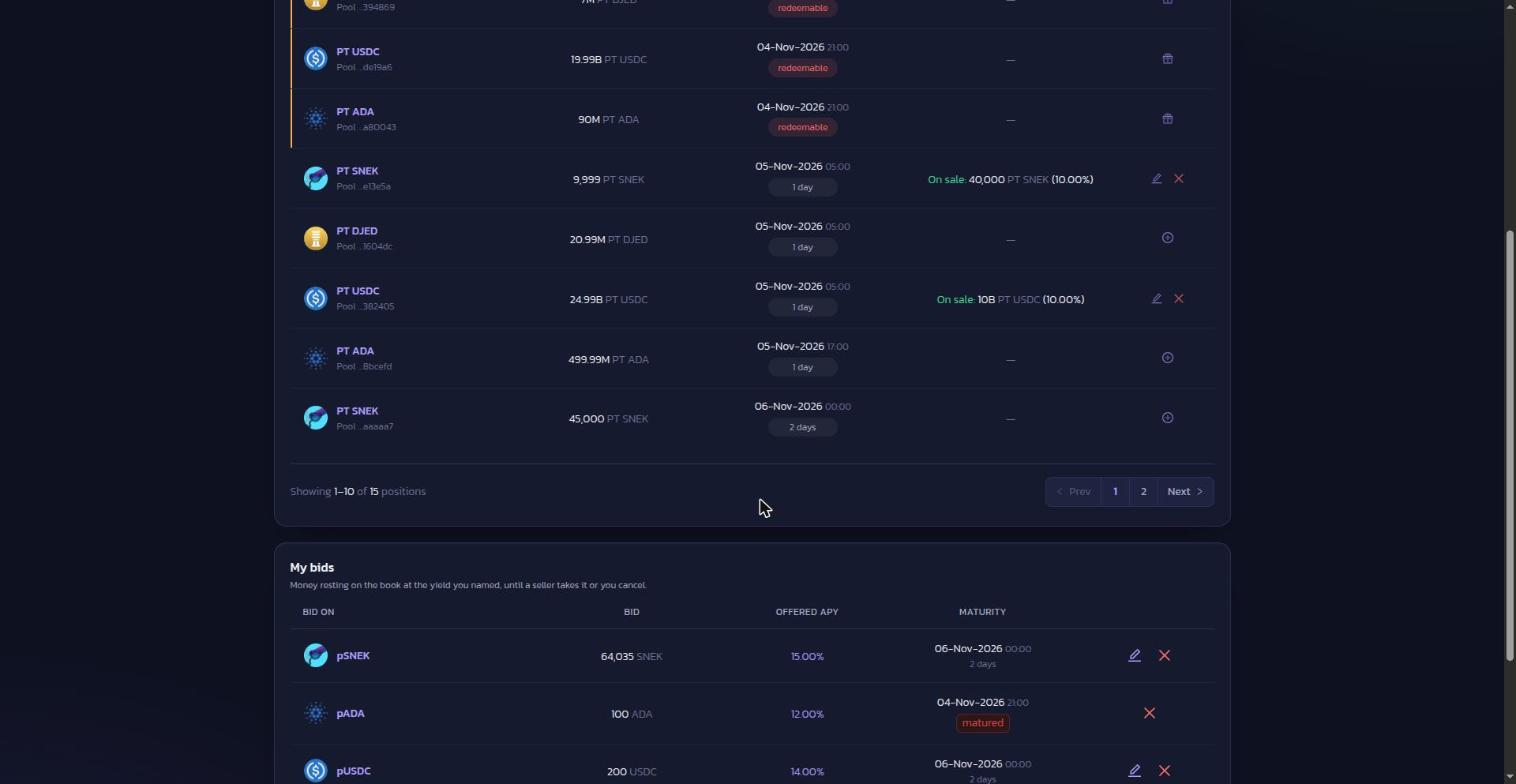 Pool ...394869
7M PT DJED
redeemable
—
PT USDC
Pool ...de19a6
19.99B PT USDC
04-Nov-2026 21:00
redeemable
—
PT ADA
Pool ...a80043
90M PT ADA
04-Nov-2026 21:00
redeemable
—
PT SNEK
Pool ...e13e5a
9,999 PT SNEK
05-Nov-2026 05:00
1 day
On sale: 40,000 PT SNEK (10.00%)
PT DJED
Pool ...1604dc
20.99M PT DJED
05-Nov-2026 05:00
1 day
—
PT USDC
Pool ...382405
24.99B PT USDC
05-Nov-2026 05:00
1 day
On sale: 10B PT USDC (10.00%)
PT ADA
Pool ...8bcefd
499.99M PT ADA
05-Nov-2026 17:00
1 day
—
PT SNEK
Pool ...aaaaa7
45,000 PT SNEK
06-Nov-2026 00:00
2 days
—
Showing 1–10 of 15 positions
Prev 1 2 Next
My bids
Money resting on the book at the yield you named, until a seller takes it or you cancel.
BID ON BID OFFERED APY MATURITY
pSNEK
64,035 SNEK
15.00%
06-Nov-2026 00:00
2 days
pADA
100 ADA
12.00%
04-Nov-2026 21:00
matured
pUSDC
200 USDC
14.00%
06-Nov-2026 00:00
2 days